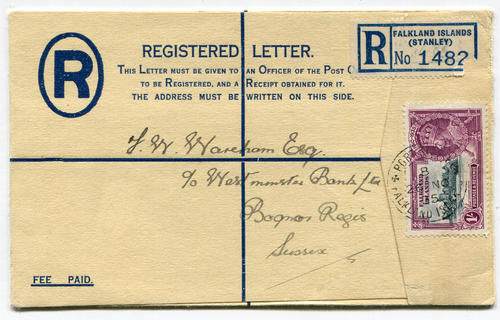 R
REGISTERED LETTER.
THIS LETTER MUST BE GIVEN TO AN OFFICER OF THE POST
TO BE REGISTERED, AND A RECEIPT OBTAINED FOR IT.
THE ADDRESS MUST BE WRITTEN ON THIS SIDE.
R
FALKLAND ISLANDS
(STANLEY)
No 1482
J. W. Wareham Esq.
c/o Westminster Bank Ltd
Bognor Regis
Sussex
FALKLAND
ISLANDS
1/-
FEE PAID.